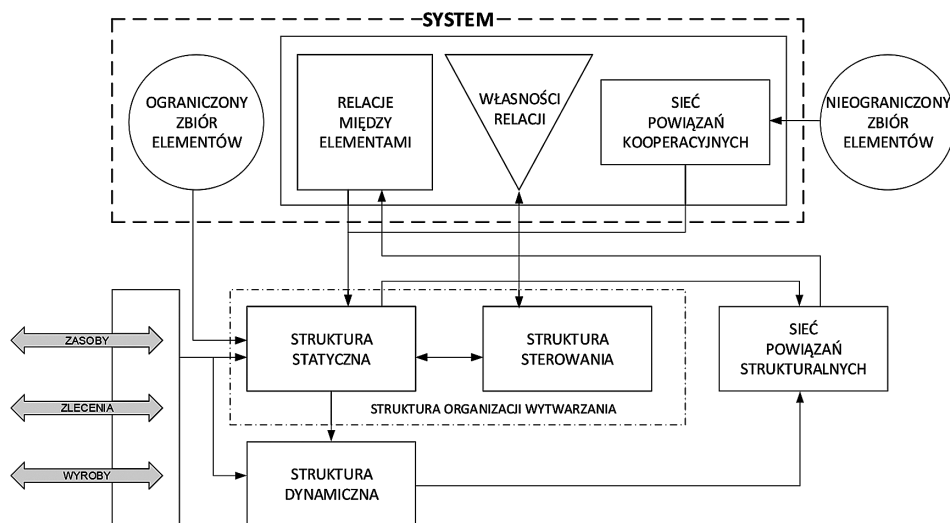 SYSTEM
OGRANICZONY
ZBIÓR
ELEMENTÓW
RELACJE
MIĘDZY
ELEMENTAMI
WŁASNOŚCI
RELACJI
SIEĆ
POWIĄZAŃ
KOOPERACYJNYCH
NIEOGRANICZONY
ZBIÓR
ELEMENTÓW
ZASOBY
ZLECENIA
WYROBY
STRUKTURA
STATYCZNA
STRUKTURA
STEROWANIA
STRUKTURA ORGANIZACJI WYTWARZANIA
SIEĆ
POWIĄZAŃ
STRUKTURALNYCH
STRUKTURA
DYNAMICZNA